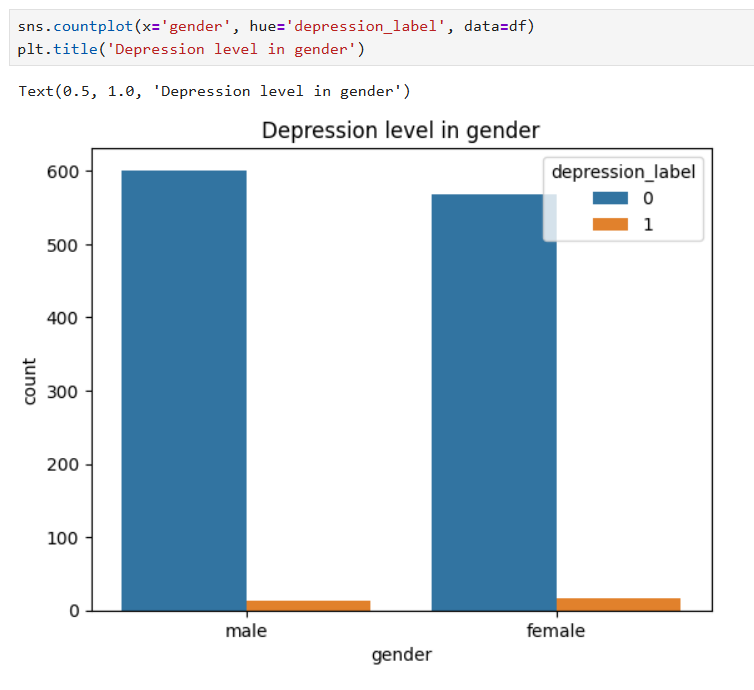 sns.countplot(x='gender', hue='depression_label', data=df)
plt.title('Depression level in gender')
Text(0.5, 1.0, 'Depression level in gender')
Depression level in gender
depression_label
0
1
600
500
400
300
200
100
0
count
male female
gender